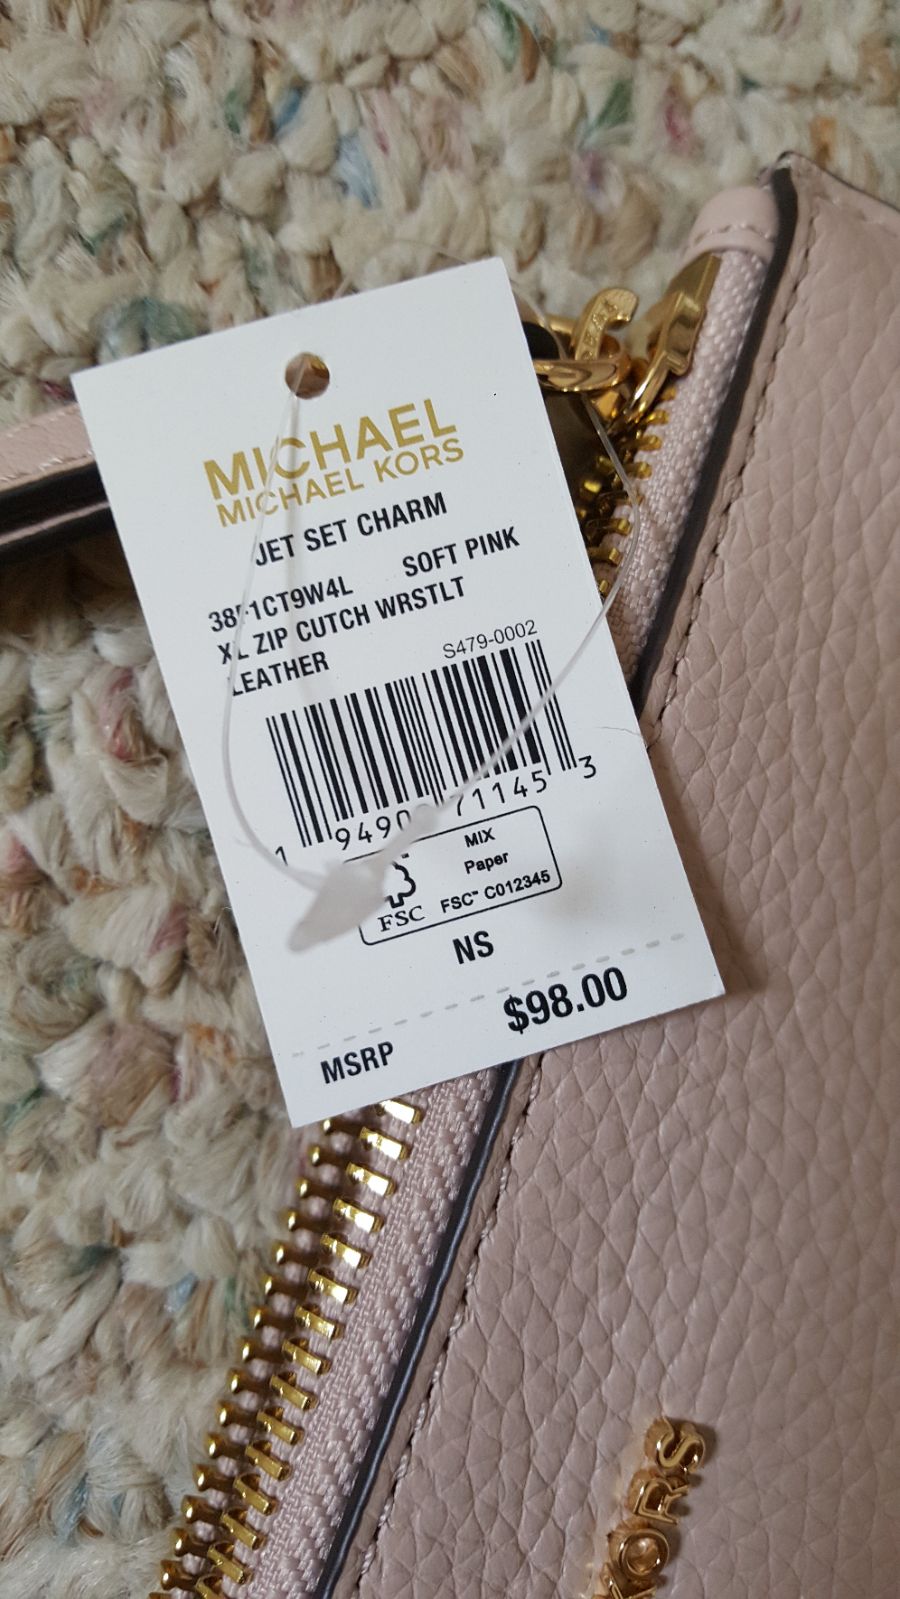 MICHAEL
MICHAEL KORS
JET SET CHARM
SOFT PINK
XL ZIP CUTCH WRSTLT
LEATHER
S479-0002
71145 3
MIX
Paper
FSC™ C012345
FSC
NS
$98.00
MSRP
KORS